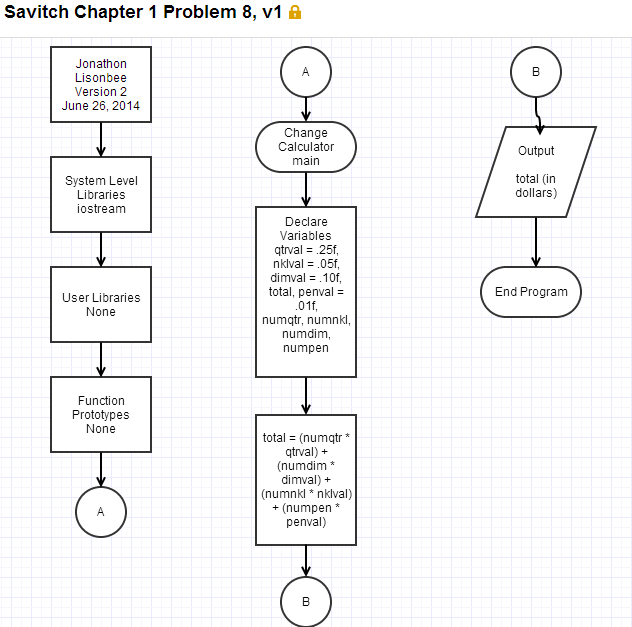 Savitch Chapter 1 Problem 8, v1
Jonathon
Lisonbee
Version 2
June 26, 2014
System Level
Libraries
iostream
User Libraries
None
Function
Prototypes
None
A
A
Change
Calculator
main
Declare
Variables
qtrval = .25f,
nklval = .05f,
dimval = .10f,
total, penval =
.01f,
numqtr, numnkl,
numdim,
numpen
total = (numqtr *
qtrval) +
(numdim *
dimval) +
(numnkl * nklval)
+ (numpen *
penval)
B
B
Output
total (in
dollars)
End Program